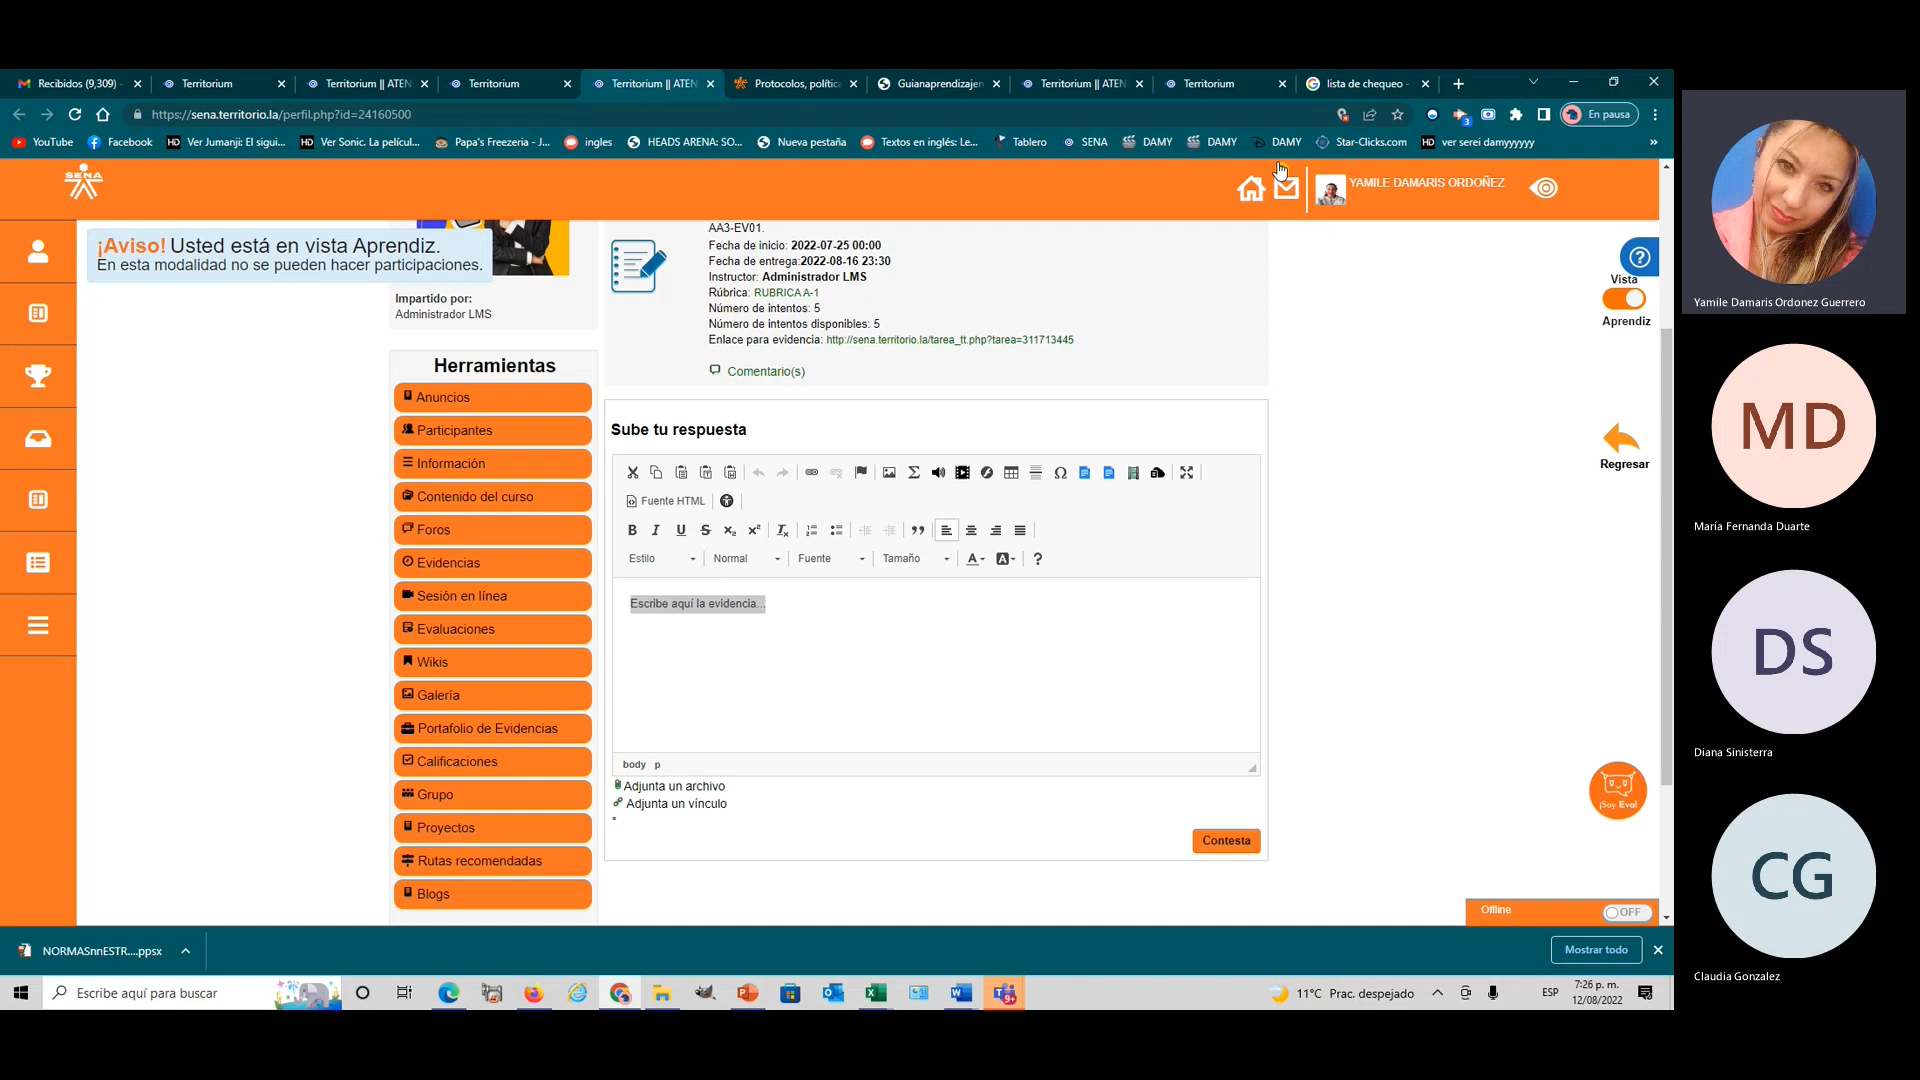 Recibidos (9,309) -
Territorium
Territorium || ATEN
Territorium
Territorium || ATEN
Protocolos, polític
Guianaprendizajen
Territorium || ATEN
Territorium
lista de chequeo -
https://sena.territorio.la/perfil.php?id=24160500
En pausa
YouTube
Facebook
Ver Jumanji: El sigui...
Ver Sonic. La películ...
Papa's Freezeria - J...
ingles
HEADS ARENA: SO...
Nueva pestaña
Textos en inglés: Le...
Tablero
SENA
DAMY
DAMY
DAMY
Star-Clicks.com
ver serei damyyyyyy
SENA
YAMILE DAMARIS ORDOÑEZ
¡Aviso! Usted está en vista Aprendiz.
En esta modalidad no se pueden hacer participaciones.
Impartido por:
Administrador LMS
AA3-EV01.
Fecha de inicio: 2022-07-25 00:00
Fecha de entrega:2022-08-16 23:30
Instructor: Administrador LMS
Rúbrica: RUBRICA A-1
Número de intentos: 5
Número de intentos disponibles: 5
Enlace para evidencia: http://sena.territorio.la/tarea_tt.php?tarea=311713445
Comentario(s)
Vista
Aprendiz
Regresar
Herramientas
Anuncios
Participantes
Información
Contenido del curso
Foros
Evidencias
Sesión en línea
Evaluaciones
Wikis
Galería
Portafolio de Evidencias
Calificaciones
Grupo
Proyectos
Rutas recomendadas
Blogs
Sube tu respuesta
Fuente HTML
Estilo
Normal
Fuente
Tamaño
Escribe aquí la evidencia...
body p
Adjunta un archivo
Adjunta un vínculo
*
Contesta
¡Soy Eva!
Offline
OFF
NORMASnnESTR....ppsx
Mostrar todo
Escribe aquí para buscar
9+
11°C Prac. despejado
ESP
7:26 p. m.
12/08/2022
Yamile Damaris Ordonez Guerrero
MD
María Fernanda Duarte
DS
Diana Sinisterra
CG
Claudia Gonzalez